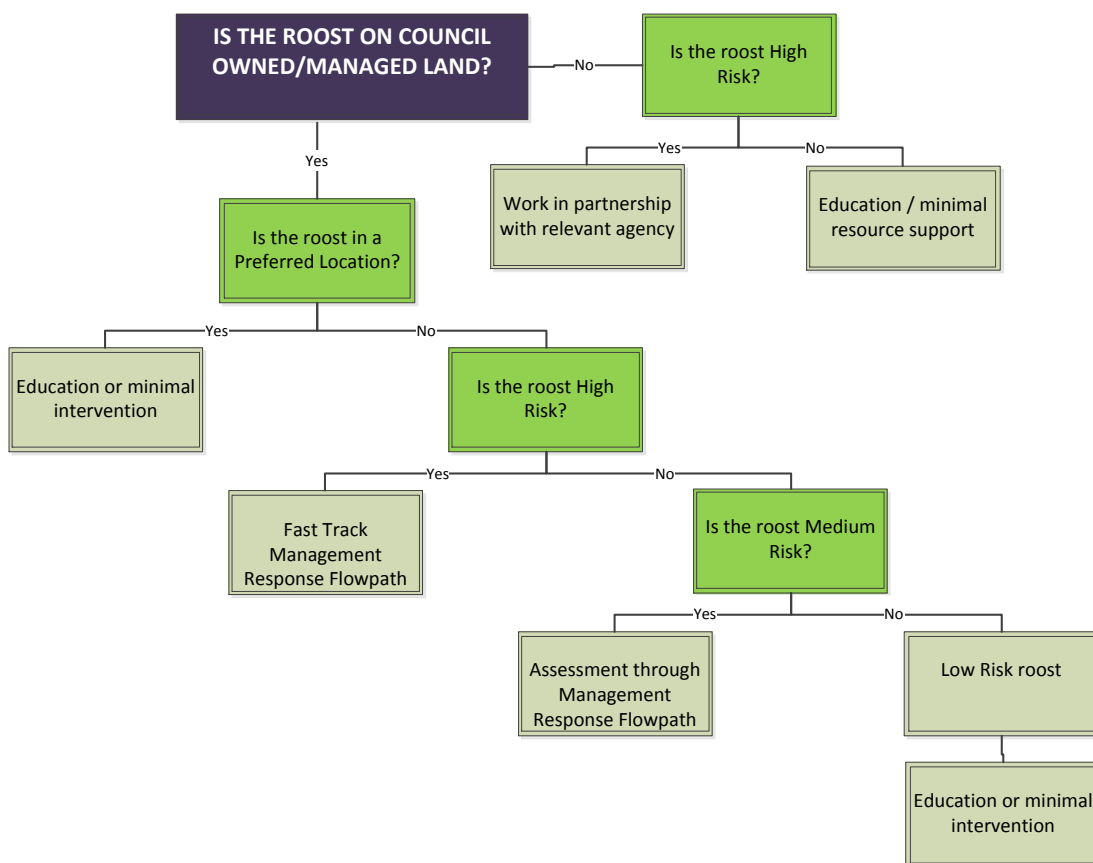 IS THE ROOST ON COUNCIL
OWNED/MANAGED LAND?
No
Is the roost High
Risk?
Yes
Yes
No
Work in partnership
with relevant agency
Education / minimal
resource support
Is the roost in a
Preferred Location?
Yes
No
Education or minimal
intervention
Is the roost High
Risk?
Yes
No
Fast Track
Management
Response Flowpath
Is the roost Medium
Risk?
Yes
No
Assessment through
Management
Response Flowpath
Low Risk roost
Education or minimal
intervention